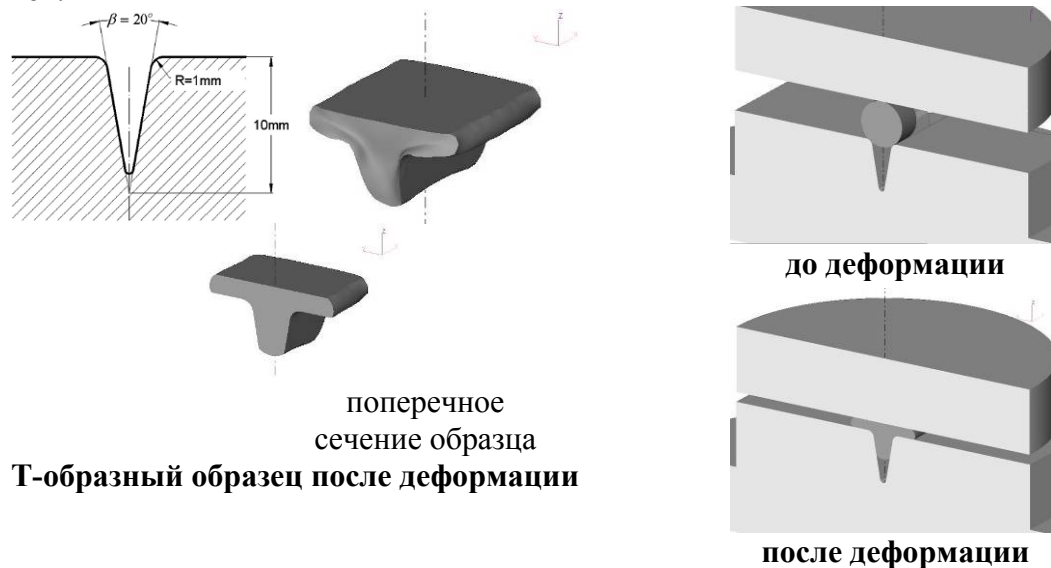 β = 20°
R=1mm
10mm
z
z
z
до деформации
поперечное
сечение образца
Т-образный образец после деформации
после деформации